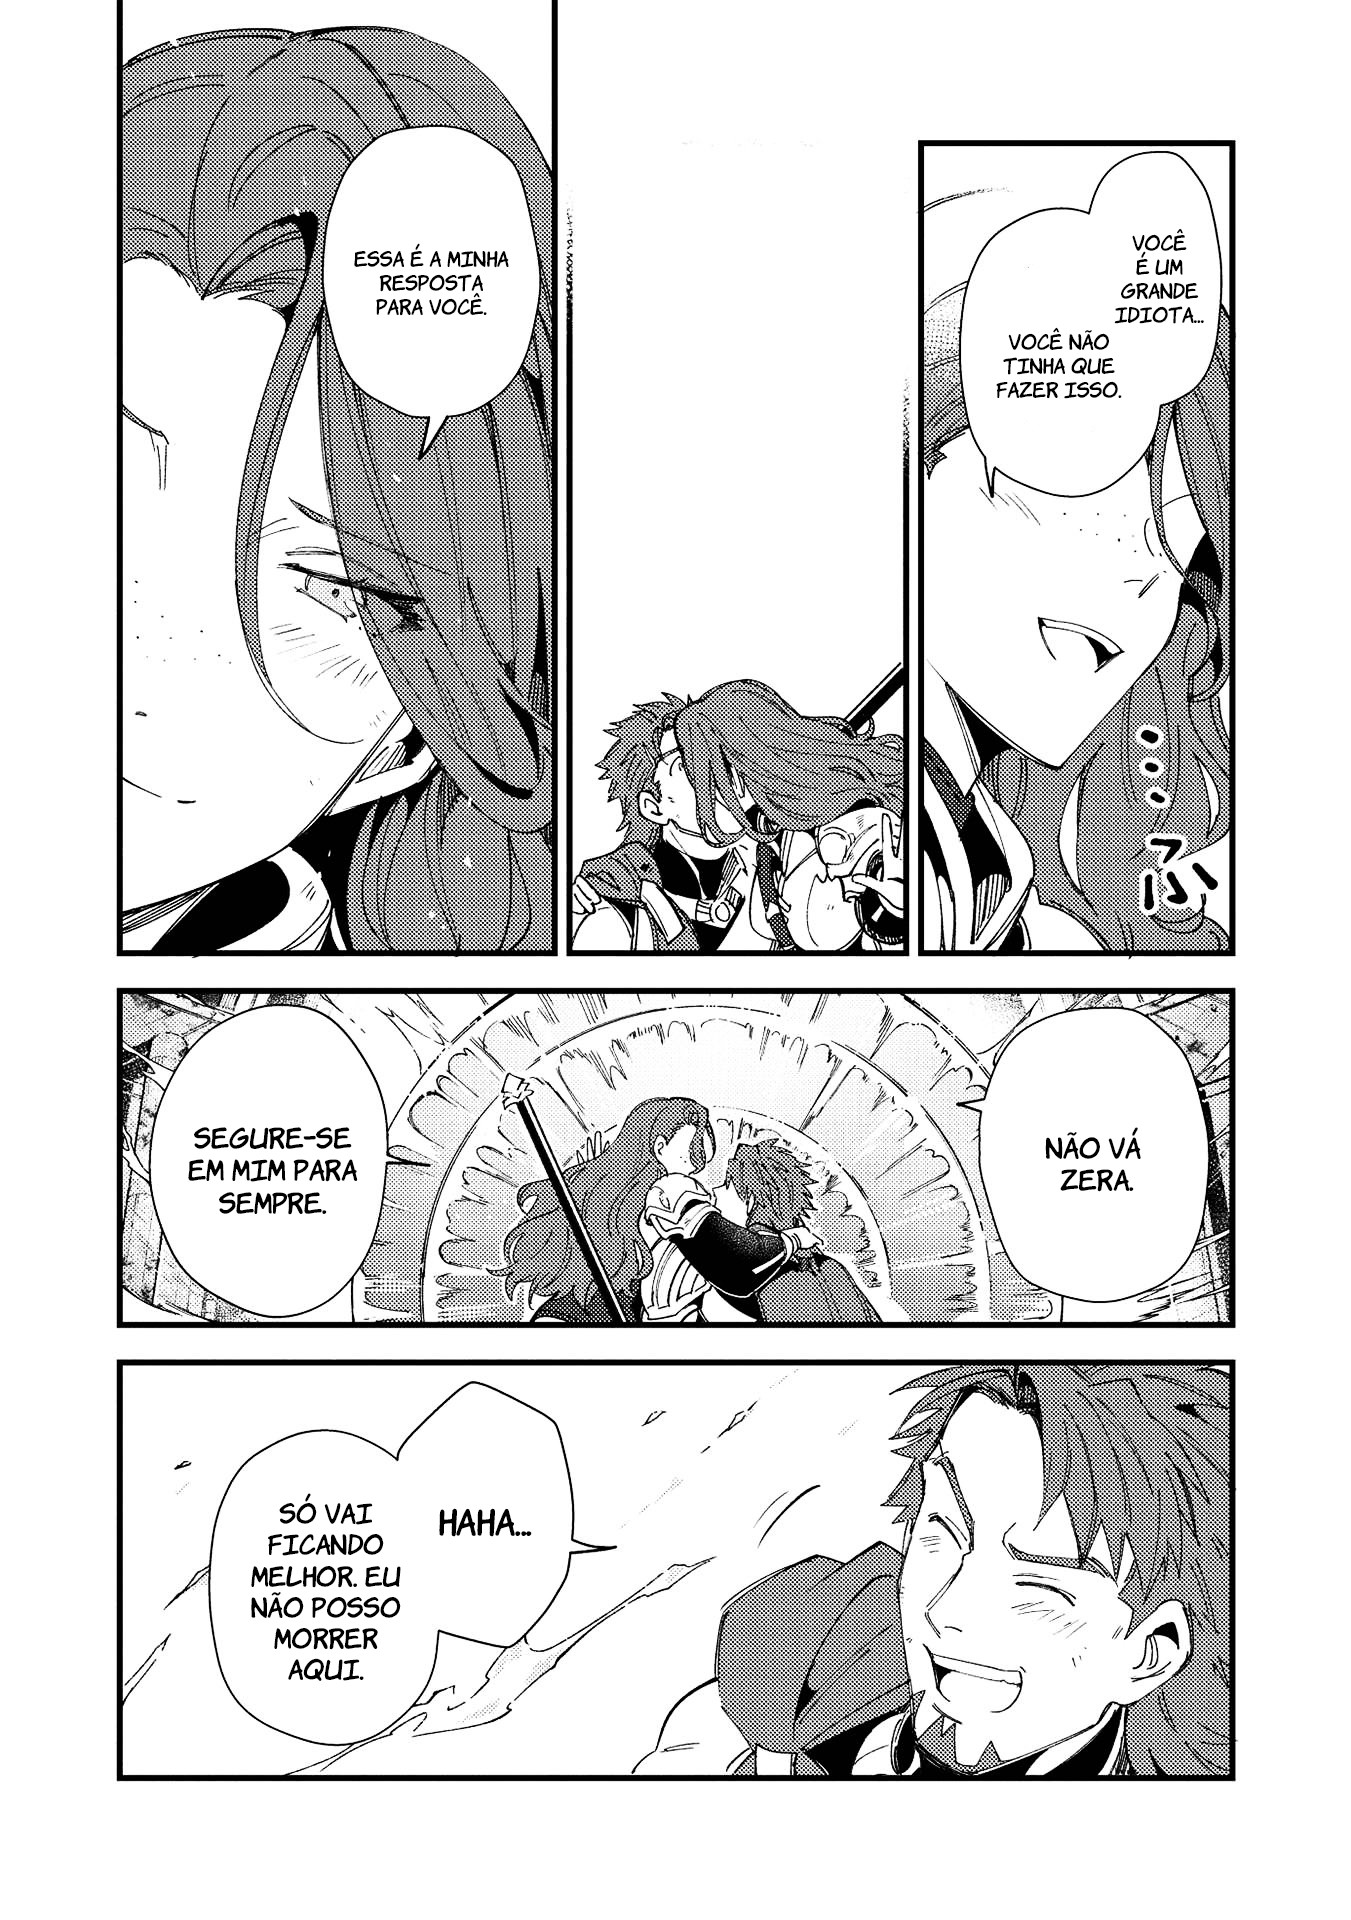 VOCÊ
É UM
GRANDE
IDIOTA...
VOCÊ NÃO
TINHA QUE
FAZER ISSO.
...ふっ
ESSA É A MINHA
RESPOSTA
PARA VOCÊ.
NÃO VÁ
ZERA.
SEGURE-SE
EM MIM PARA
SEMPRE.
HAHA...
SÓ VAI
FICANDO
MELHOR. EU
NÃO POSSO
MORRER
AQUI.